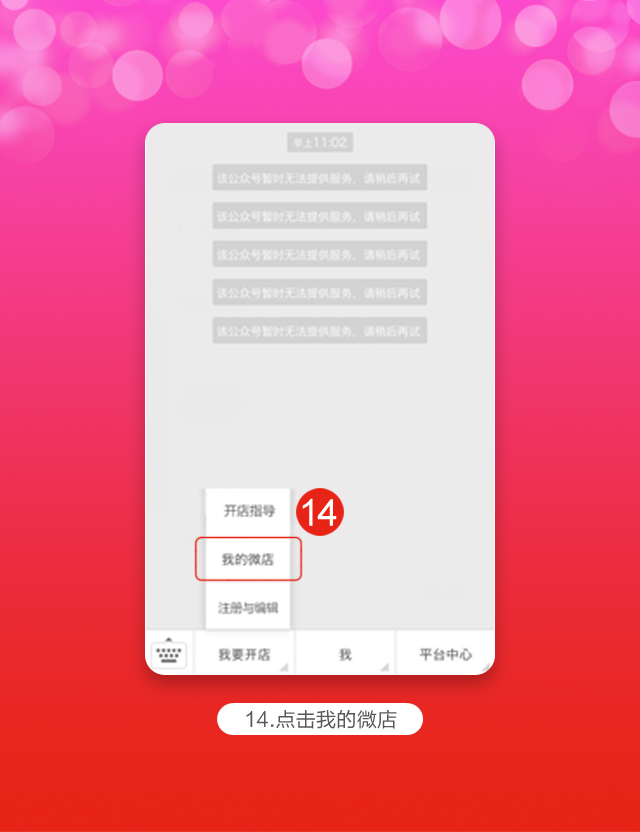 早上11:02
该公众号暂时无法提供服务，请稍后再试
该公众号暂时无法提供服务，请稍后再试
该公众号暂时无法提供服务，请稍后再试
该公众号暂时无法提供服务，请稍后再试
该公众号暂时无法提供服务，请稍后再试
开店指导
14
我的微店
注册与编辑
我要开店 我 平台中心
14.点击我的微店